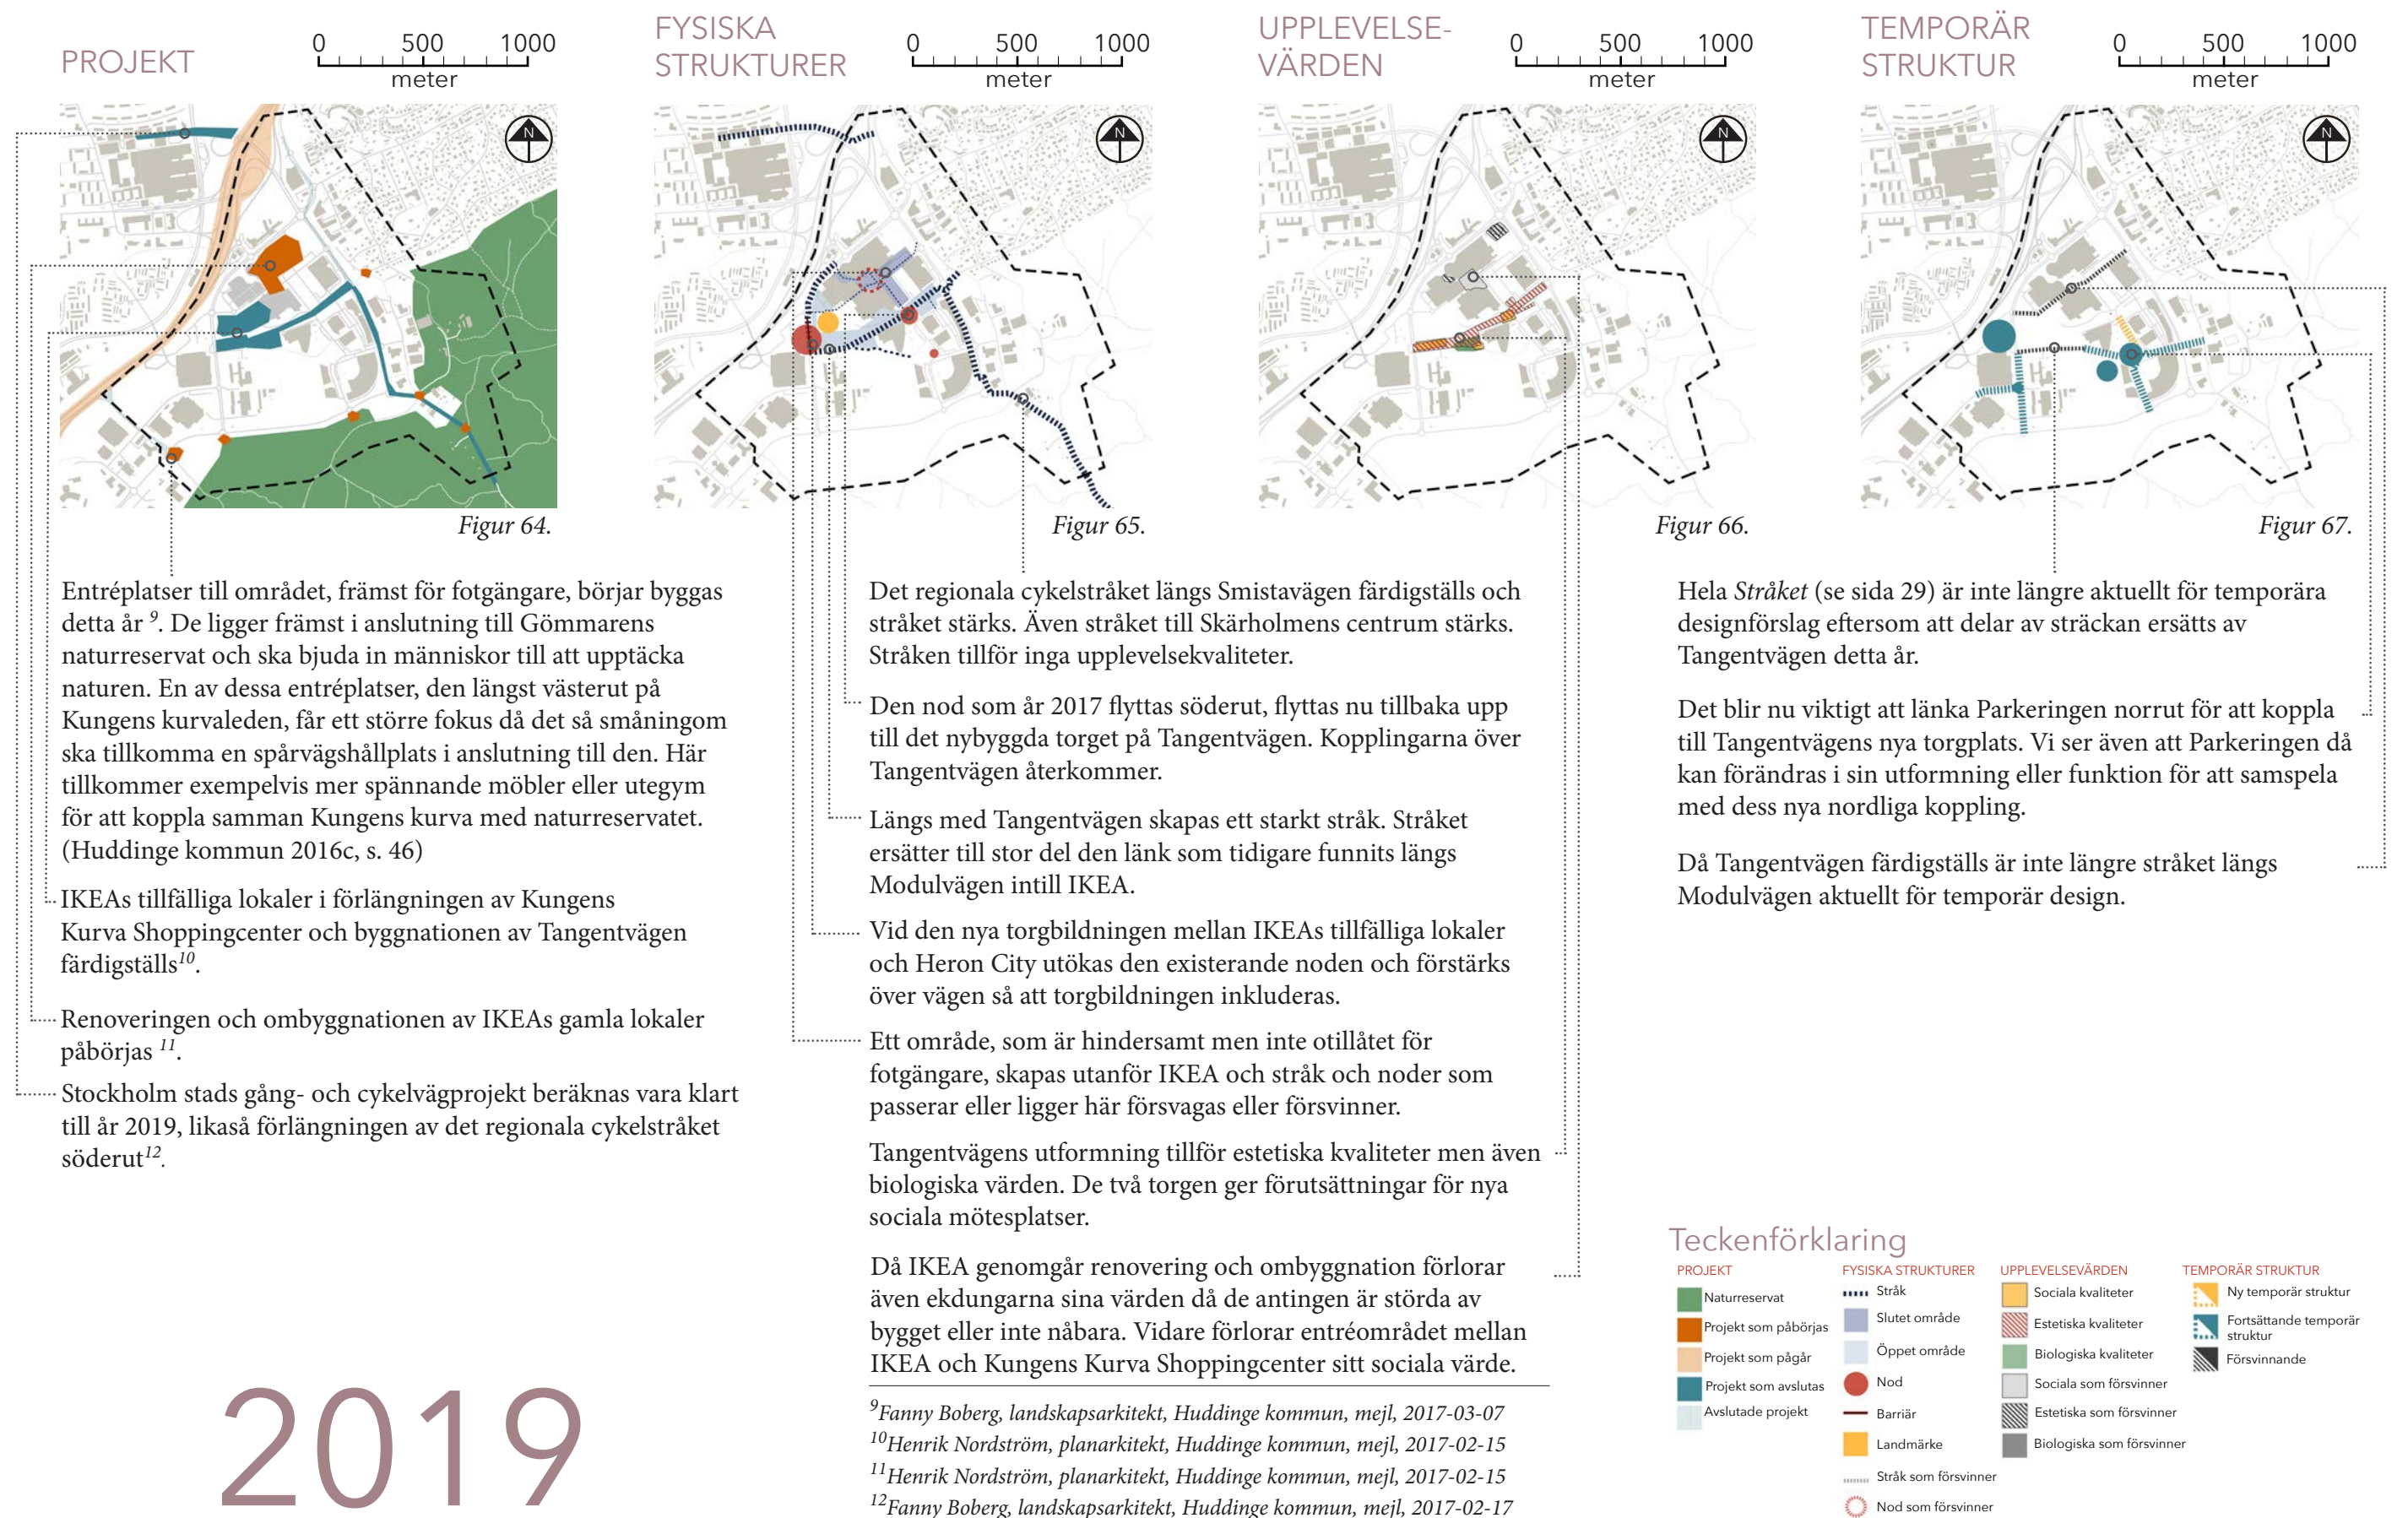 PROJEKT
0 500 1000
meter
N
Figur 64.
FYSISKA
STRUKTURER
0 500 1000
meter
N
Figur 65.
UPPLEVELSE-
VÄRDEN
0 500 1000
meter
N
Figur 66.
TEMPORÄR
STRUKTUR
0 500 1000
meter
N
Figur 67.
Entréplatser till området, främst för fotgängare, börjar byggas
detta år 9. De ligger främst i anslutning till Gömmarens
naturreservat och ska bjuda in människor till att upptäcka
naturen. En av dessa entréplatser, den längst västerut på
Kungens kurvaleden, får ett större fokus då det så småningom
ska tillkomma en spårvägshållplats i anslutning till den. Här
tillkommer exempelvis mer spännande möbler eller utegym
för att koppla samman Kungens kurva med naturreservatet.
(Huddinge kommun 2016c, s. 46)
IKEAs tillfälliga lokaler i förlängningen av Kungens
Kurva Shoppingcenter och byggnationen av Tangentvägen
färdigställs10.
Renoveringen och ombyggnationen av IKEAs gamla lokaler
påbörjas 11.
Stockholm stads gång- och cykelvägprojekt beräknas vara klart
till år 2019, likaså förlängningen av det regionala cykelstråket
söderut12.
2019
Det regionala cykelstråket längs Smistavägen färdigställs och
stråket stärks. Även stråket till Skärholmens centrum stärks.
Stråken tillför inga upplevelsekvaliteter.
Den nod som år 2017 flyttas söderut, flyttas nu tillbaka upp
till det nybyggda torget på Tangentvägen. Kopplingarna över
Tangentvägen återkommer.
Längs med Tangentvägen skapas ett starkt stråk. Stråket
ersätter till stor del den länk som tidigare funnits längs
Modulvägen intill IKEA.
Vid den nya torgbildningen mellan IKEAs tillfälliga lokaler
och Heron City utökas den existerande noden och förstärks
över vägen så att torgbildningen inkluderas.
Ett område, som är hindersamt men inte otillåtet för
fotgängare, skapas utanför IKEA och stråk och noder som
passerar eller ligger här försvagas eller försvinner.
Tangentvägens utformning tillför estetiska kvaliteter men även
biologiska värden. De två torgen ger förutsättningar för nya
sociala mötesplatser.
Då IKEA genomgår renovering och ombyggnation förlorar
även ekdungarna sina värden då de antingen är störda av
bygget eller inte nåbara. Vidare förlorar entréområdet mellan
IKEA och Kungens Kurva Shoppingcenter sitt sociala värde.
9Fanny Boberg, landskapsarkitekt, Huddinge kommun, mejl, 2017-03-07
10Henrik Nordström, planarkitekt, Huddinge kommun, mejl, 2017-02-15
11Henrik Nordström, planarkitekt, Huddinge kommun, mejl, 2017-02-15
12Fanny Boberg, landskapsarkitekt, Huddinge kommun, mejl, 2017-02-17
Hela Stråket (se sida 29) är inte längre aktuellt för temporära
designförslag eftersom att delar av sträckan ersätts av
Tangentvägen detta år.
Det blir nu viktigt att länka Parkeringen norrut för att koppla
till Tangentvägens nya torgplats. Vi ser även att Parkeringen då
kan förändras i sin utformning eller funktion för att samspela
med dess nya nordliga koppling.
Då Tangentvägen färdigställs är inte längre stråket längs
Modulvägen aktuellt för temporär design.
Teckenförklaring
PROJEKT
Naturreservat
Projekt som påbörjas
Projekt som pågår
Projekt som avslutas
Avslutade projekt
FYSISKA STRUKTURER
Stråk
Slutet område
Öppet område
Nod
Barriär
Landmärke
Stråk som försvinner
Nod som försvinner
UPPLEVELSEVÄRDEN
Sociala kvaliteter
Estetiska kvaliteter
Biologiska kvaliteter
Sociala som försvinner
Estetiska som försvinner
Biologiska som försvinner
TEMPORÄR STRUKTUR
Ny temporär struktur
Fortsättande temporär
struktur
Försvinnande